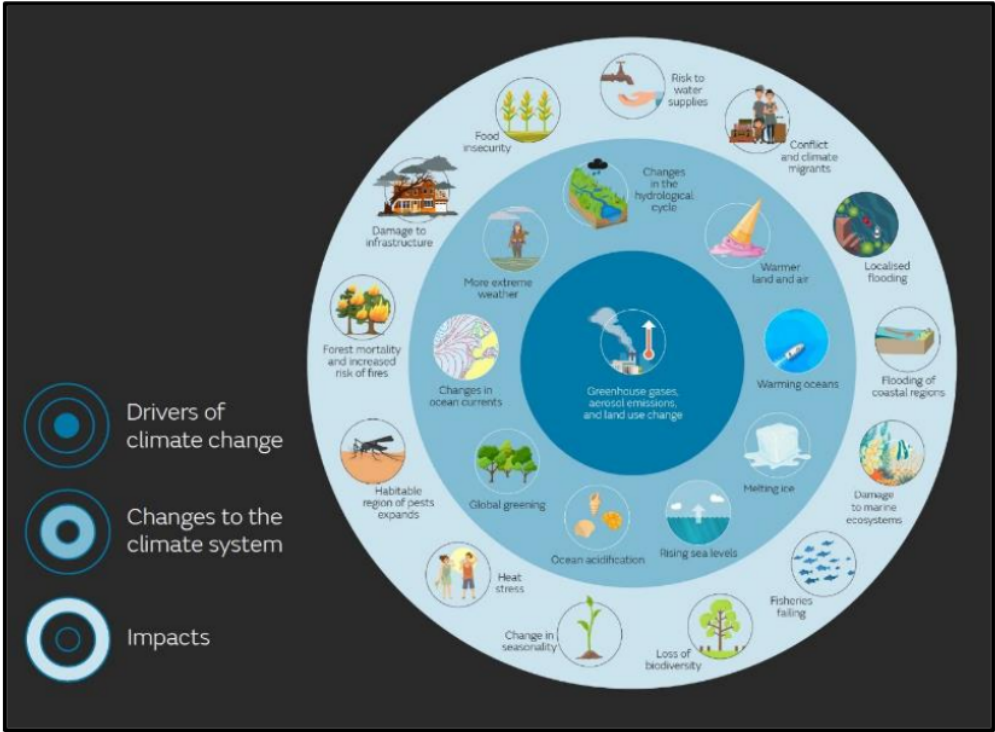 Drivers of
climate change
Changes to the
climate system
Impacts
Greenhouse gases,
aerosol emissions,
and land use change
Changes
in the
hydrological
cycle
Warmer
land and air
Warming oceans
Melting ice
Rising sea levels
Ocean acidification
Global greening
Changes in
ocean currents
More extreme
weather
Risk to
water
supplies
Conflict
and climate
migrants
Localised
flooding
Flooding of
coastal regions
Damage
to marine
ecosystems
Fisheries
failing
Loss of
biodiversity
Change in
seasonality
Heat
stress
Habitable
region of pests
expands
Forest mortality
and increased
risk of fires
Damage to
infrastructure
Food
insecurity